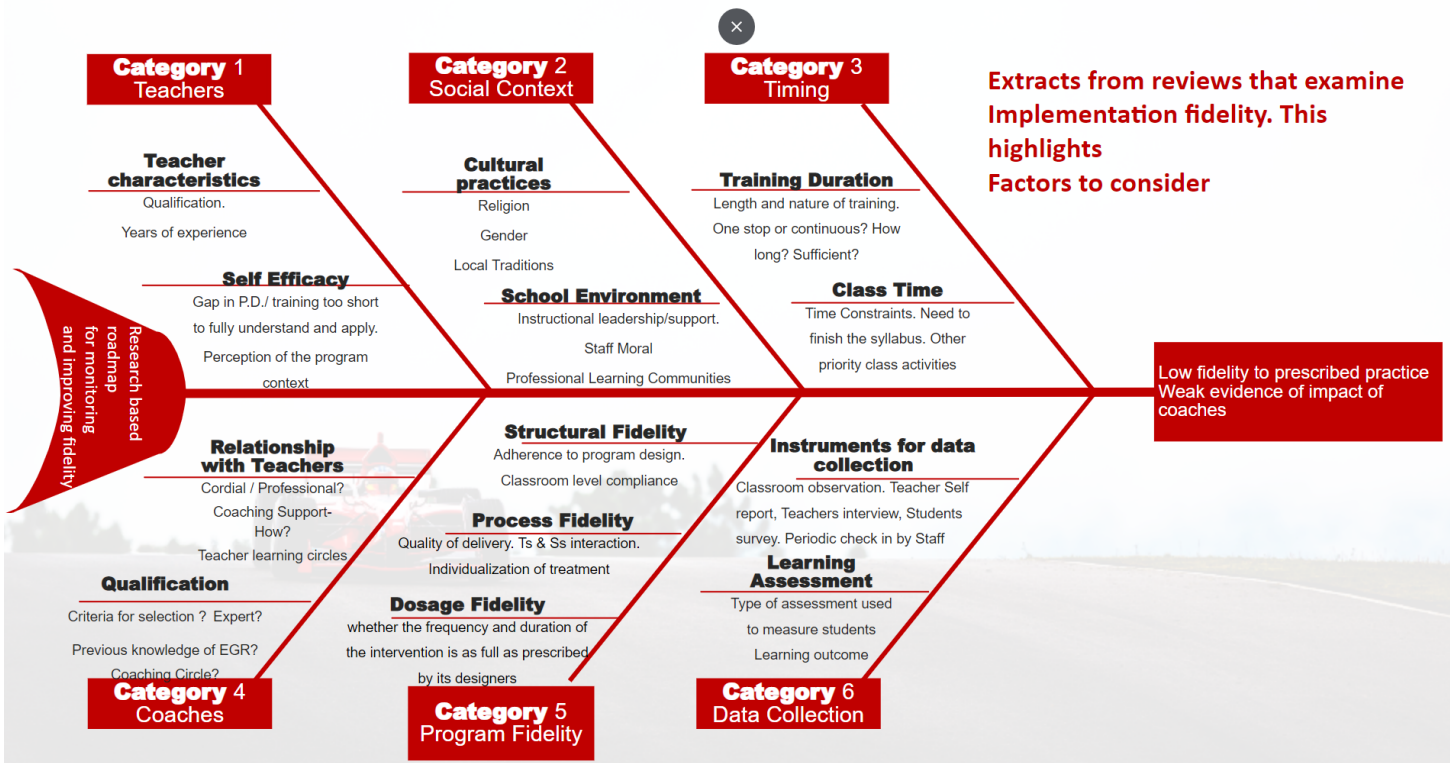 Category 1
Teachers
Category 2
Social Context
Category 3
Timing
Extracts from reviews that examine
Implementation fidelity. This
highlights
Factors to consider
Teacher
characteristics
Qualification.
Years of experience
Self Efficacy
Gap in P.D./ training too short
to fully understand and apply.
Perception of the program
context
Cultural
practices
Religion
Gender
Local Traditions
School Environment
Instructional leadership/support.
Staff Moral
Professional Learning Communities
Training Duration
Length and nature of training.
One stop or continuous? How
long? Sufficient?
Class Time
Time Constraints. Need to
finish the syllabus. Other
priority class activities
Research based
roadmap
for monitoring
and improving fidelity
Low fidelity to prescribed practice
Weak evidence of impact of
coaches
Relationship
with Teachers
Cordial / Professional?
Coaching Support-
How?
Teacher learning circles
Qualification
Criteria for selection ? Expert?
Previous knowledge of EGR?
Coaching Circle?
Category 4
Coaches
Structural Fidelity
Adherence to program design.
Classroom level compliance
Process Fidelity
Quality of delivery. Ts & Ss interaction.
Individualization of treatment
Dosage Fidelity
whether the frequency and duration of
the intervention is as full as prescribed
by its designers
Category 5
Program Fidelity
Instruments for data
collection
Classroom observation. Teacher Self
report, Teachers interview, Students
survey. Periodic check in by Staff
Learning
Assessment
Type of assessment used
to measure students
Learning outcome
Category 6
Data Collection